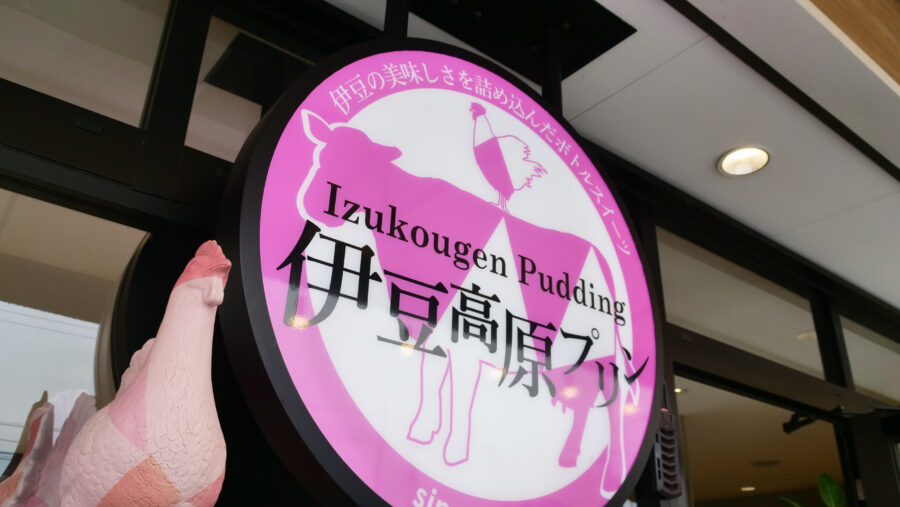 伊豆の美味しさを詰め込んだボトルスイーツ
Izukougen Pudding
伊豆高原プリン